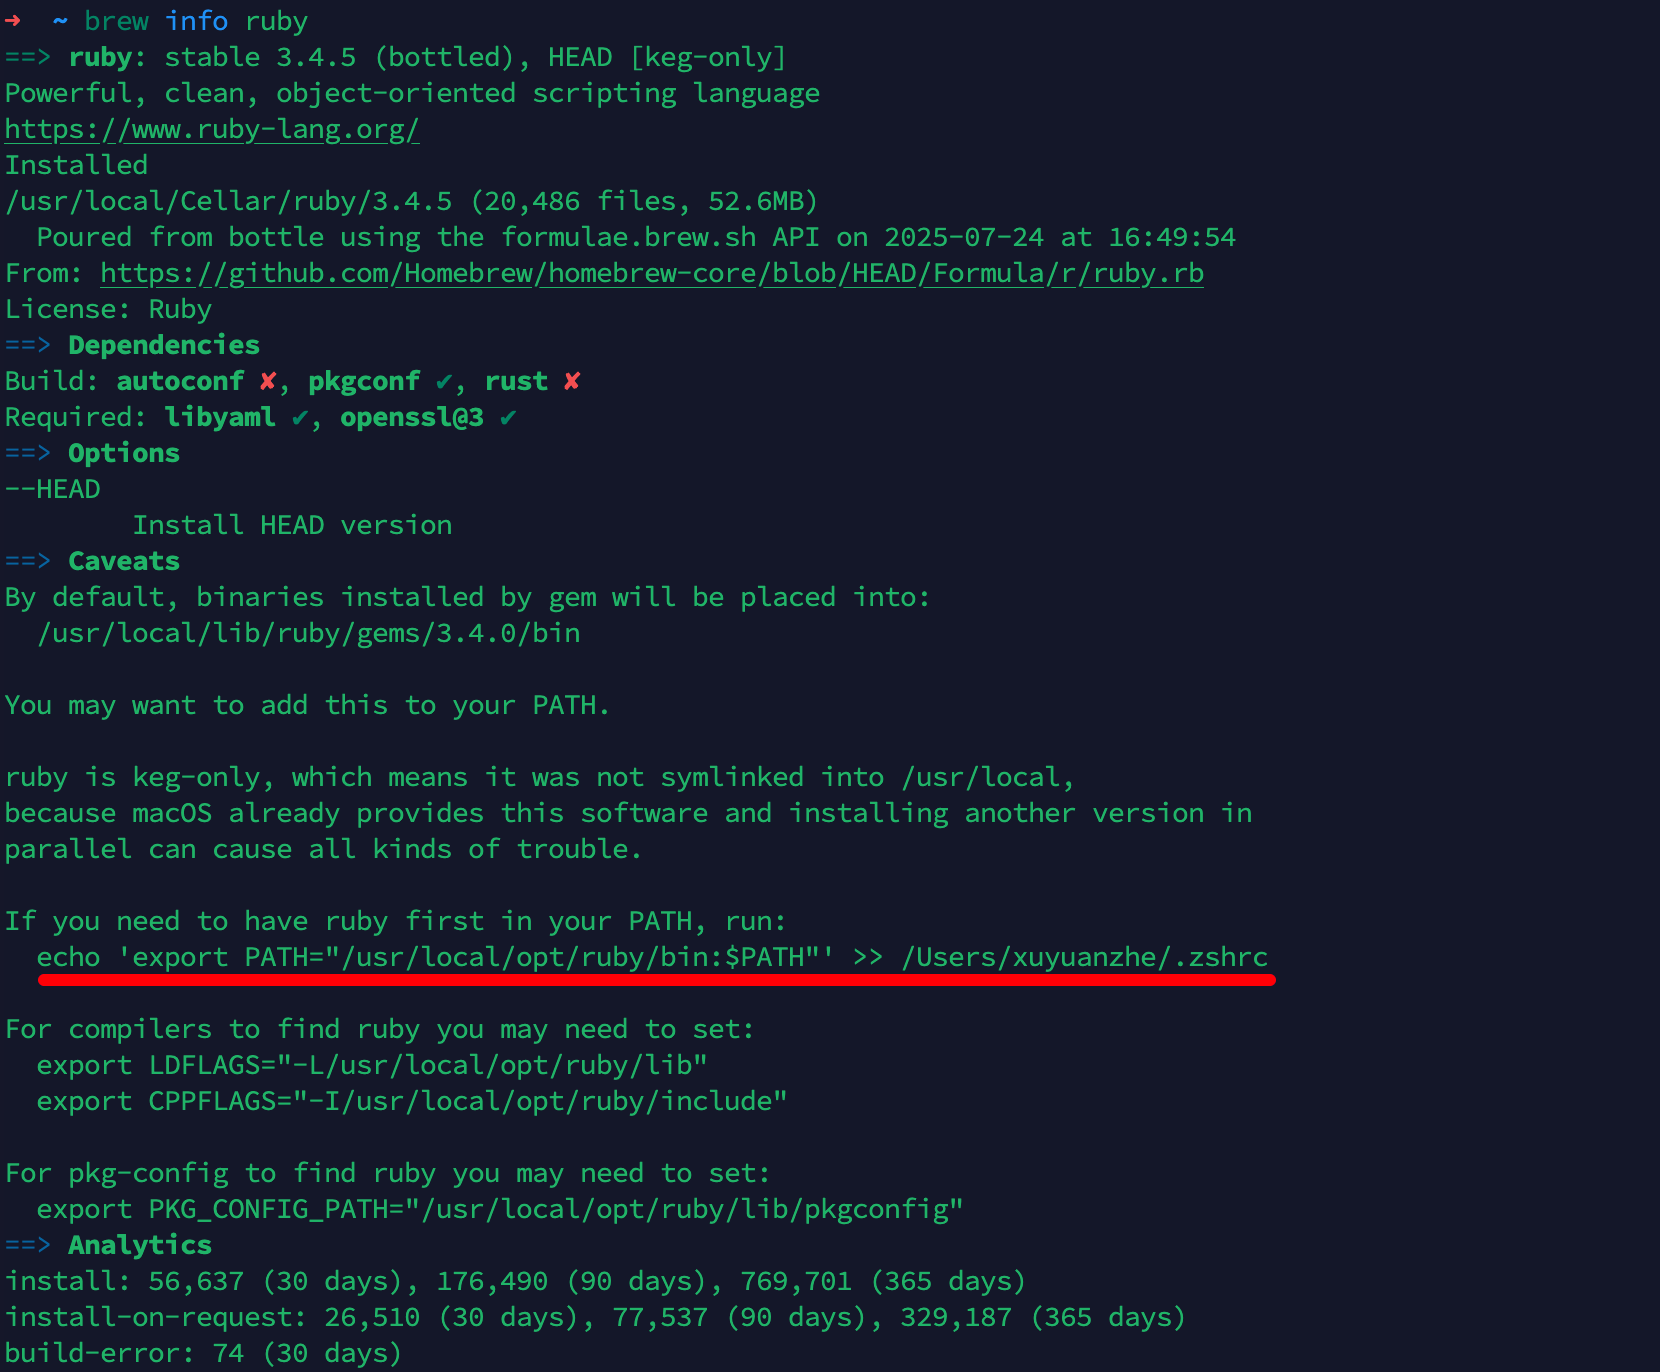 ➜  ~ brew info ruby
==> ruby: stable 3.4.5 (bottled), HEAD [keg-only]
Powerful, clean, object-oriented scripting language
https://www.ruby-lang.org/
Installed
/usr/local/Cellar/ruby/3.4.5 (20,486 files, 52.6MB)
  Poured from bottle using the formulae.brew.sh API on 2025-07-24 at 16:49:54
From: https://github.com/Homebrew/homebrew-core/blob/HEAD/Formula/r/ruby.rb
License: Ruby
==> Dependencies
Build: autoconf ✘, pkgconf ✔, rust ✘
Required: libyaml ✔, openssl@3 ✔
==> Options
--HEAD
        Install HEAD version
==> Caveats
By default, binaries installed by gem will be placed into:
  /usr/local/lib/ruby/gems/3.4.0/bin

You may want to add this to your PATH.

ruby is keg-only, which means it was not symlinked into /usr/local,
because macOS already provides this software and installing another version in
parallel can cause all kinds of trouble.

If you need to have ruby first in your PATH, run:
  echo 'export PATH="/usr/local/opt/ruby/bin:$PATH"' >> /Users/xuyuanzhe/.zshrc

For compilers to find ruby you may need to set:
  export LDFLAGS="-L/usr/local/opt/ruby/lib"
  export CPPFLAGS="-I/usr/local/opt/ruby/include"

For pkg-config to find ruby you may need to set:
  export PKG_CONFIG_PATH="/usr/local/opt/ruby/lib/pkgconfig"
==> Analytics
install: 56,637 (30 days), 176,490 (90 days), 769,701 (365 days)
install-on-request: 26,510 (30 days), 77,537 (90 days), 329,187 (365 days)
build-error: 74 (30 days)